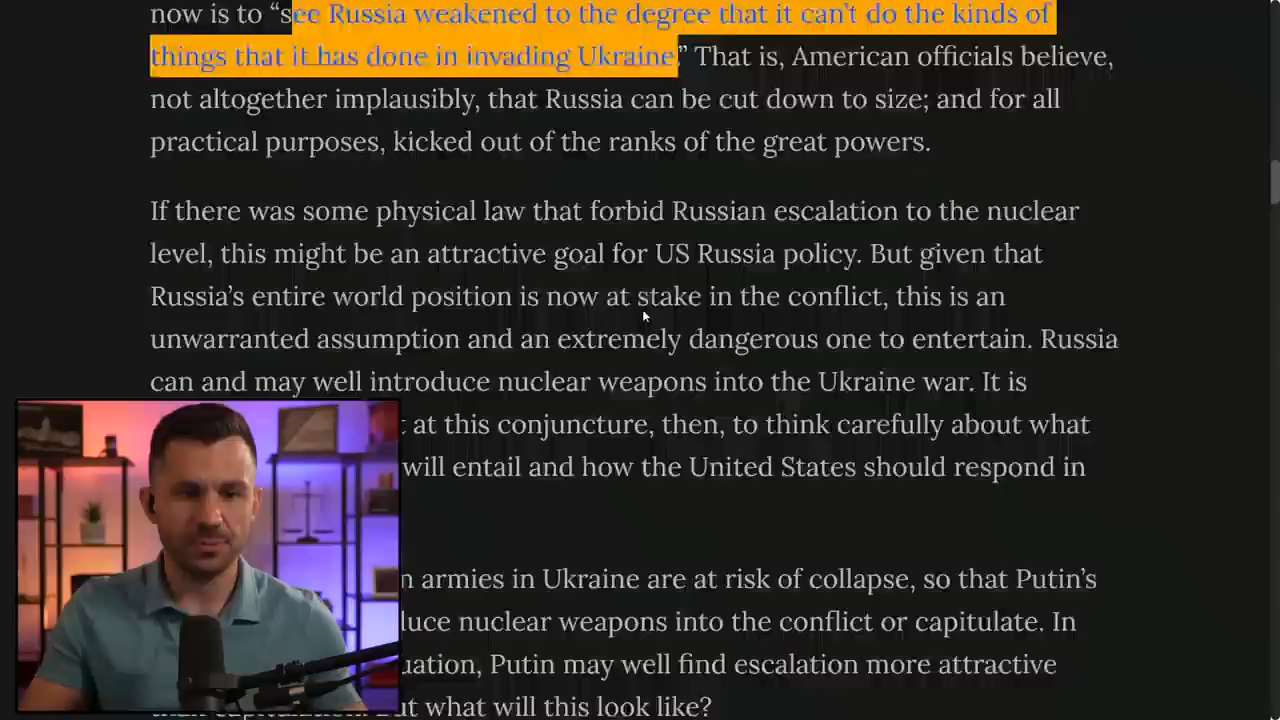 now is to “see Russia weakened to the degree that it can’t do the kinds of
things that it has done in invading Ukraine.” That is, American officials believe,
not altogether implausibly, that Russia can be cut down to size; and for all
practical purposes, kicked out of the ranks of the great powers.
If there was some physical law that forbid Russian escalation to the nuclear
level, this might be an attractive goal for US Russia policy. But given that
Russia’s entire world position is now at stake in the conflict, this is an
unwarranted assumption and an extremely dangerous one to entertain. Russia
can and may well introduce nuclear weapons into the Ukraine war. It is
at this conjuncture, then, to think carefully about what
will entail and how the United States should respond in
armies in Ukraine are at risk of collapse, so that Putin’s
nuclear weapons into the conflict or capitulate. In
Putin may well find escalation more attractive
what will this look like?